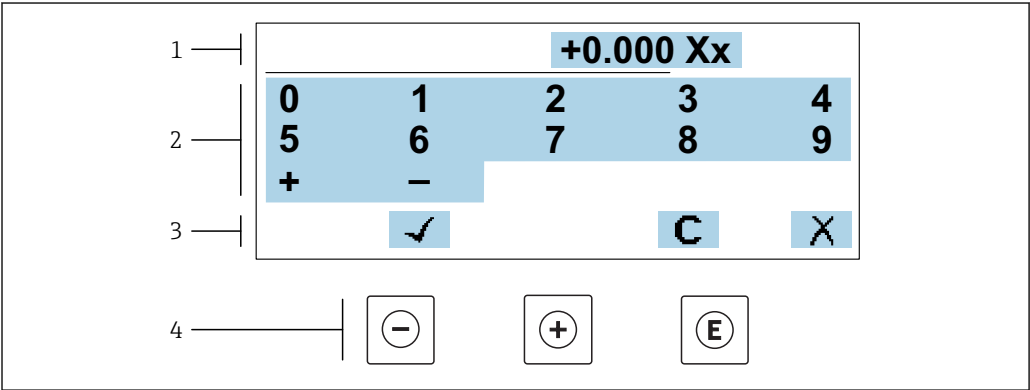 1 +0.000 Xx
0 1 2 3 4
2 5 6 7 8 9
+ –
3 ✓ C X
4 − + E